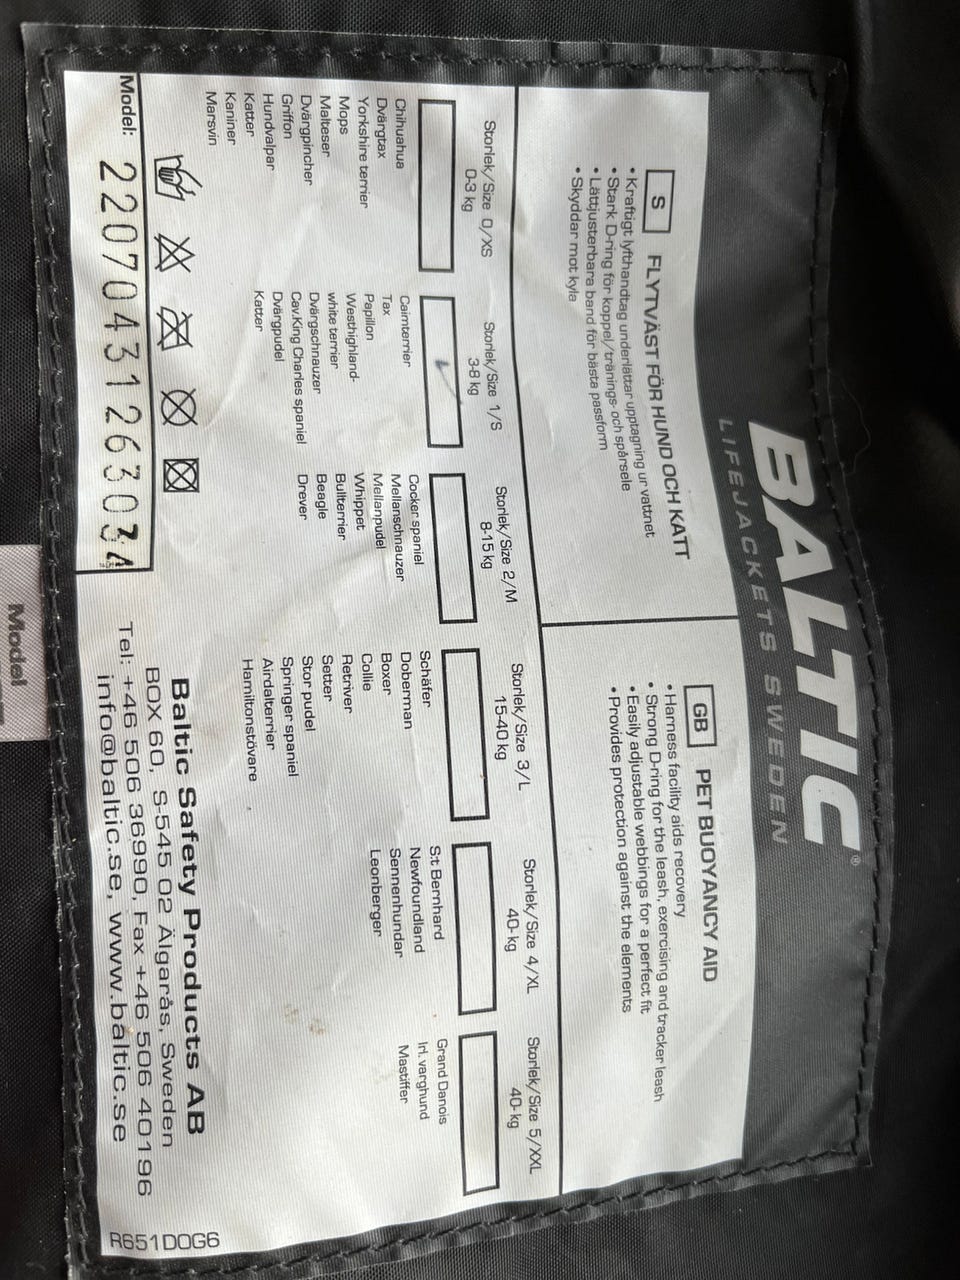 BALTIC®
LIFEJACKETS SWEDEN
S FLYTVÄST FÖR HUND OCH KATT
• Kraftigt lyfthandtag underlättar upptagning ur vattnet
• Stark D-ring för koppel/tränings- och spårsele
• Lättjusterbara band för bästa passform
• Skyddar mot kyla
GB PET BUOYANCY AID
• Harness facility aids recovery
• Strong D-ring for the leash, exercising and tracker leash
• Easily adjustable webbings for a perfect fit
• Provides protection against the elements
Storlek/Size 0/XS
0-3 kg
Chihuahua
Dvärgtax
Yorkshire terrier
Mops
Malteser
Dvärgpincher
Griffon
Hundvalpar
Katter
Kaniner
Marsvin
Storlek/Size 1/S
3-8 kg
Cairnterrier
Tax
Papillon
Westhighland-
white terrier
Dvärgschnauzer
Cav.King Charles spaniel
Dvärgpudel
Katter
Storlek/Size 2/M
8-15 kg
Cocker spaniel
Mellanschnauzer
Mellanpudel
Whippet
Bullterrier
Beagle
Drever
Storlek/Size 3/L
15-40 kg
Schäfer
Doberman
Boxer
Collie
Retriver
Setter
Stor pudel
Springer spaniel
Airdalterrier
Hamiltonstövare
Storlek/Size 4/XL
40- kg
S:t Bernhard
Newfoundland
Sennenhundar
Leonberger
Storlek/Size 5/XXL
40- kg
Grand Danois
Irl. varghund
Mastiffer
Model: 2207043126303A
Baltic Safety Products AB
BOX 60, S-545 02 Älgarås, Sweden
Tel: +46 506 36990, Fax +46 506 40196
info@baltic.se, www.baltic.se
R651DOG6
Model